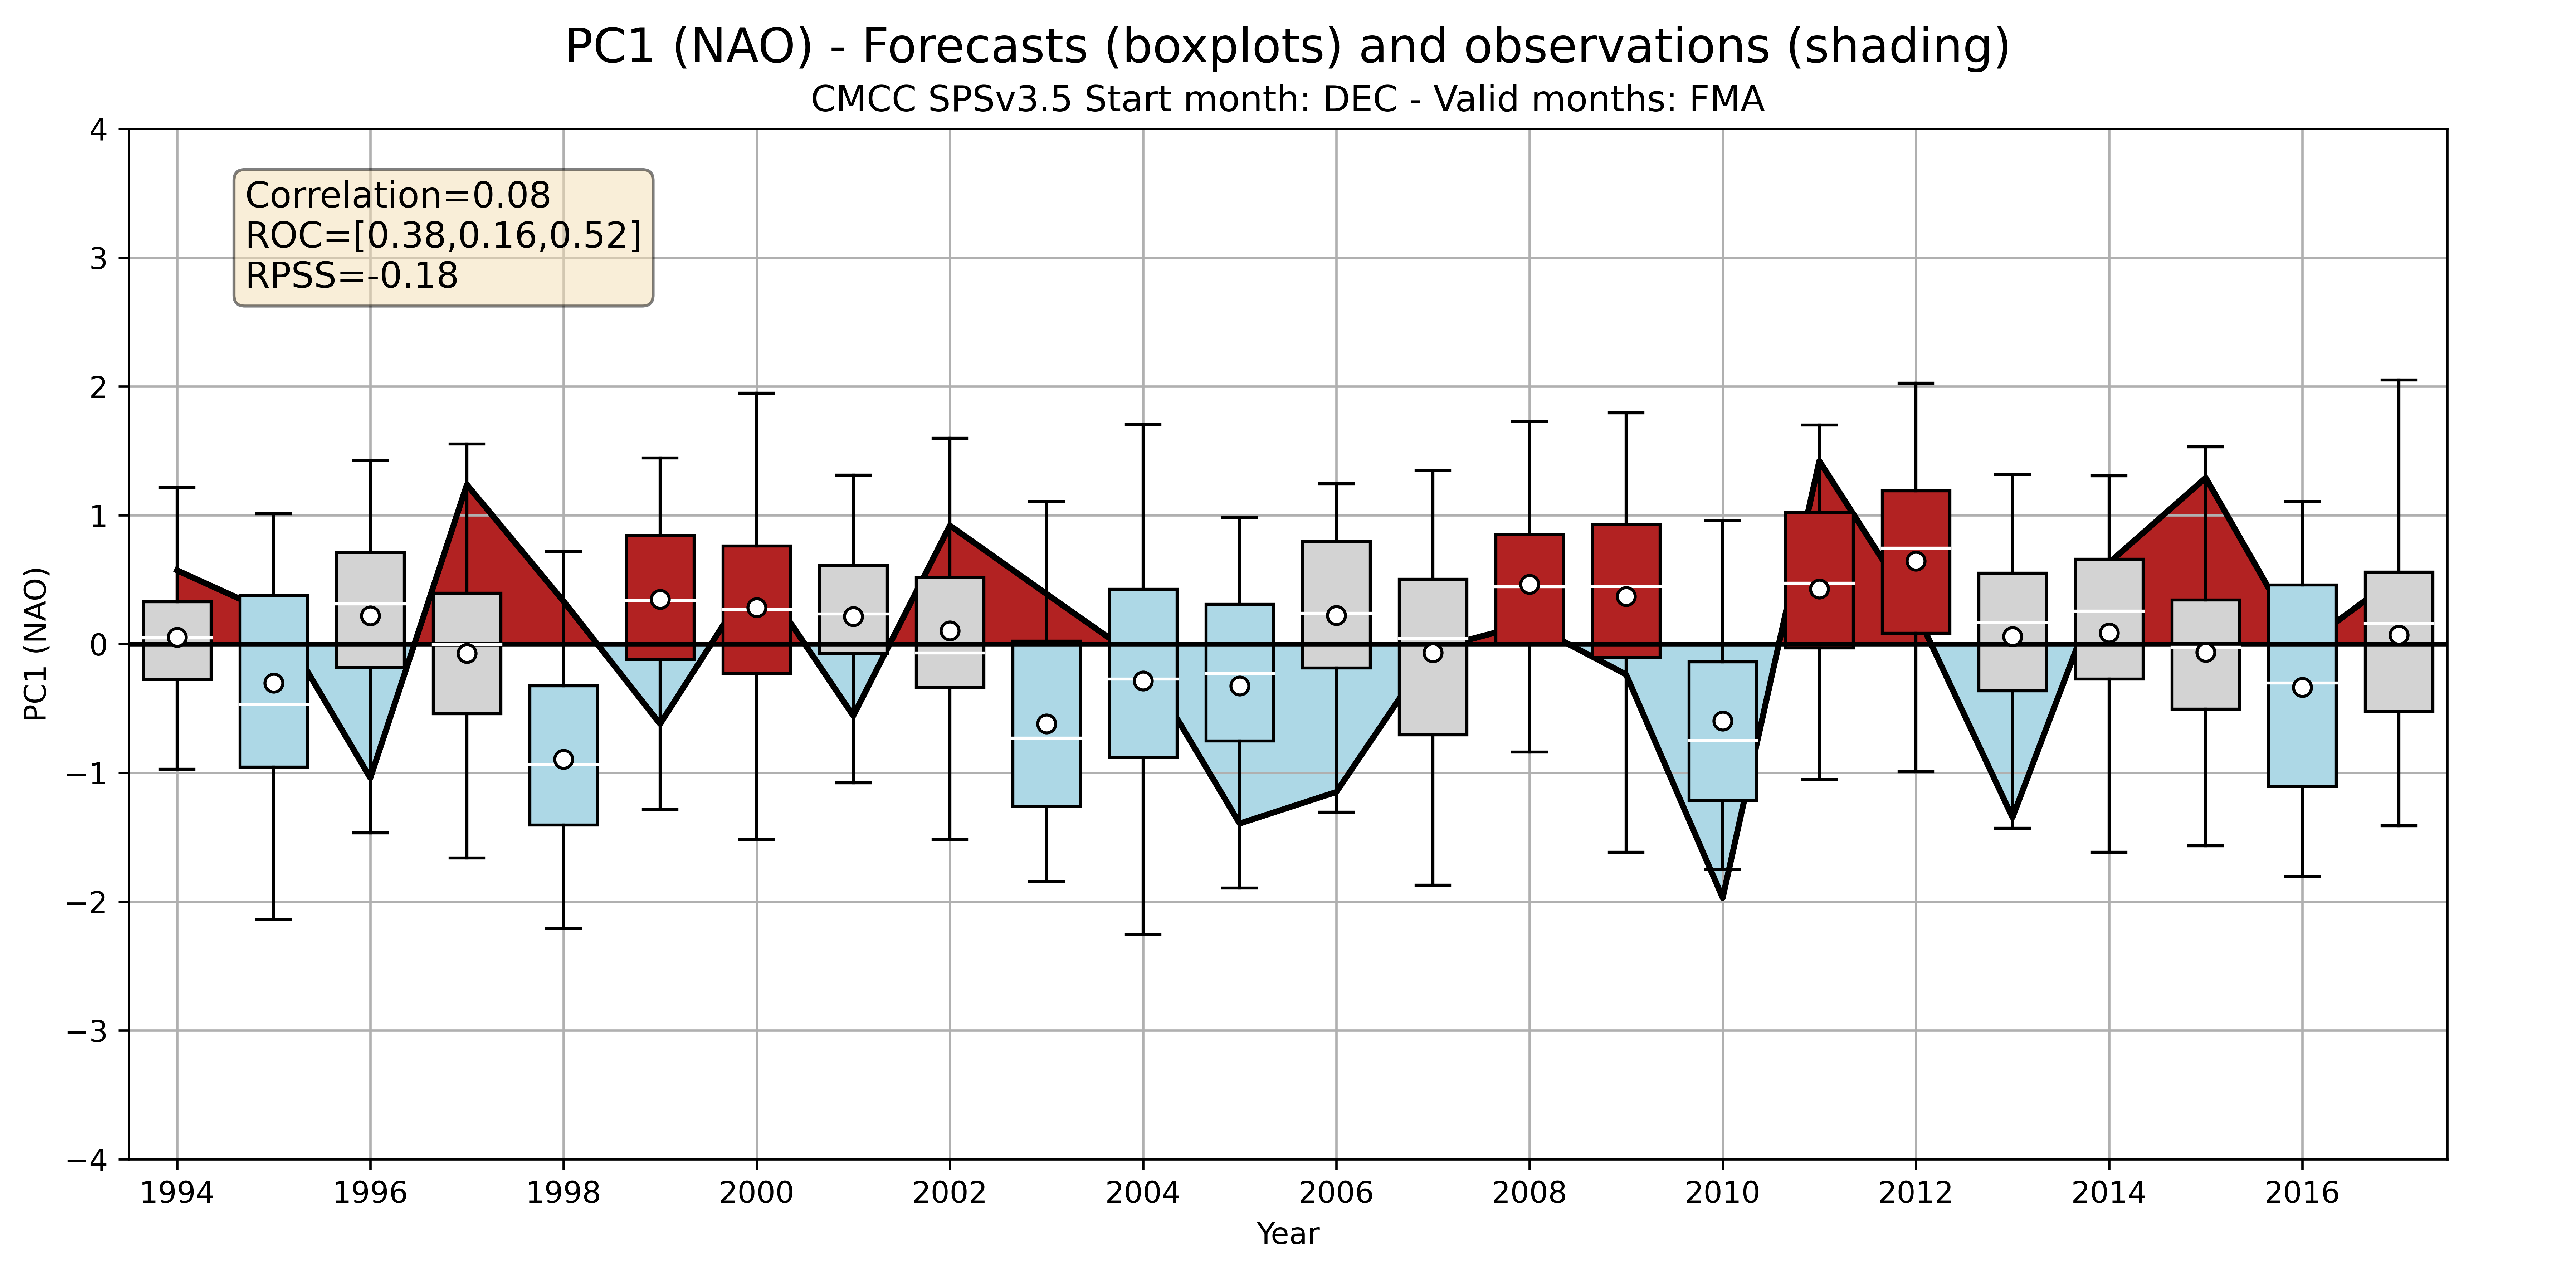 PC1 (NAO) - Forecasts (boxplots) and observations (shading)
CMCC SPSv3.5 Start month: DEC - Valid months: FMA
Correlation=0.08
ROC=[0.38,0.16,0.52]
RPSS=-0.18
PC1 (NAO)
4
3
2
1
0
−1
−2
−3
−4
1994 1996 1998 2000 2002 2004 2006 2008 2010 2012 2014 2016
Year